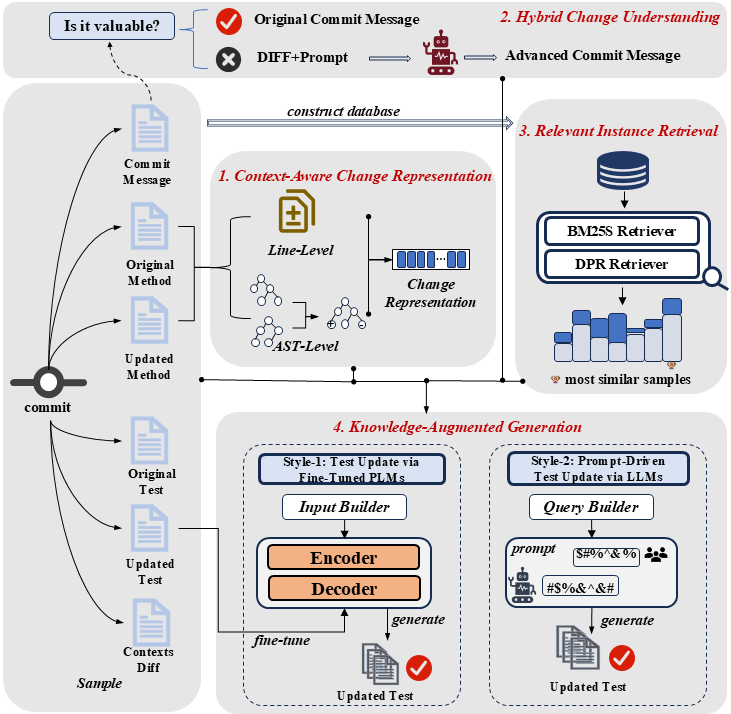 Is it valuable?
Original Commit Message
DIFF+Prompt
Advanced Commit Message
2. Hybrid Change Understanding
Commit
Message
Original
Method
Updated
Method
commit
Original
Test
Updated
Test
Contexts
Diff
Sample
construct database
1. Context-Aware Change Representation
Line-Level
AST-Level
+
-
...
Change
Representation
3. Relevant Instance Retrieval
BM25S Retriever
DPR Retriever
most similar samples
4. Knowledge-Augmented Generation
Style-1: Test Update via
Fine-Tuned PLMs
Input Builder
Encoder
Decoder
fine-tune
generate
Updated Test
Style-2: Prompt-Driven
Test Update via LLMs
Query Builder
prompt
$#%^&%
#$%&^&#
generate
Updated Test